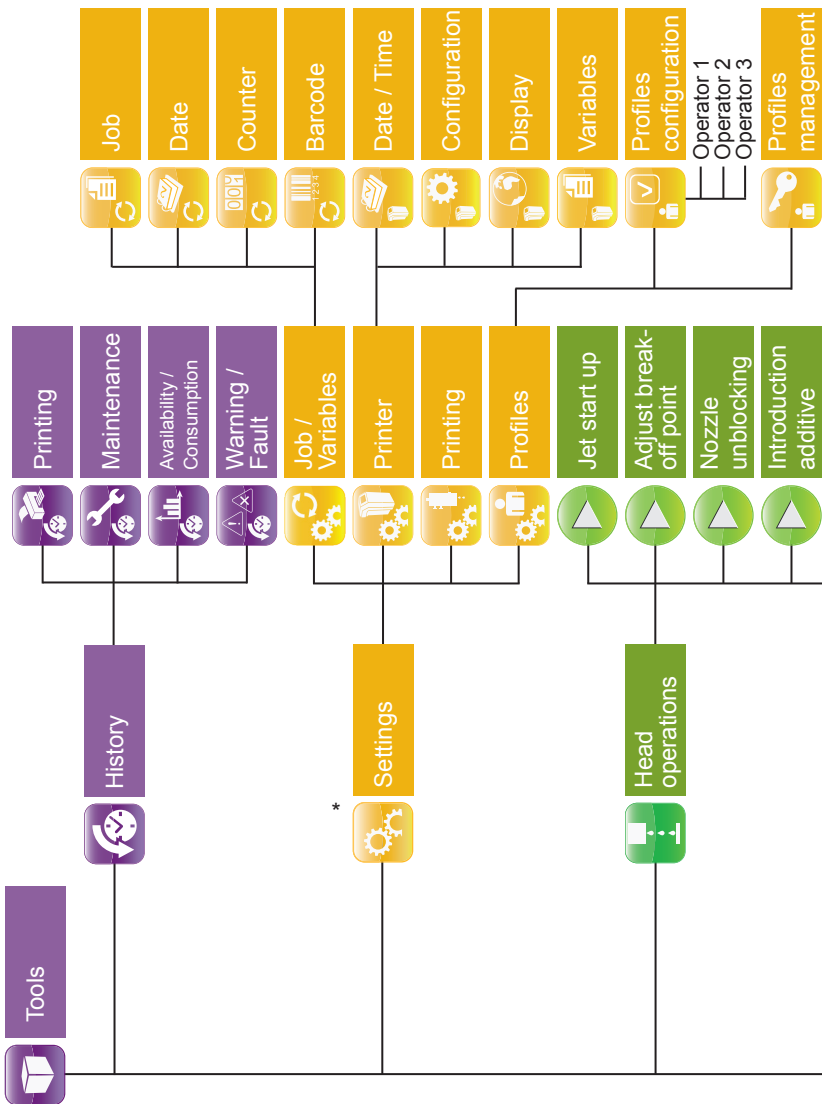 Tools
History
Printing
Maintenance
Availability /
Consumption
Warning /
Fault
*
Settings
Job /
Variables
Job
Date
Counter
Barcode
1234
Printer
Date / Time
Configuration
Display
Variables
Printing
Profiles
Profiles
configuration
Operator 1
Operator 2
Operator 3
Profiles
management
Head
operations
Jet start up
Adjust break-
off point
Nozzle
unblocking
Introduction
additive